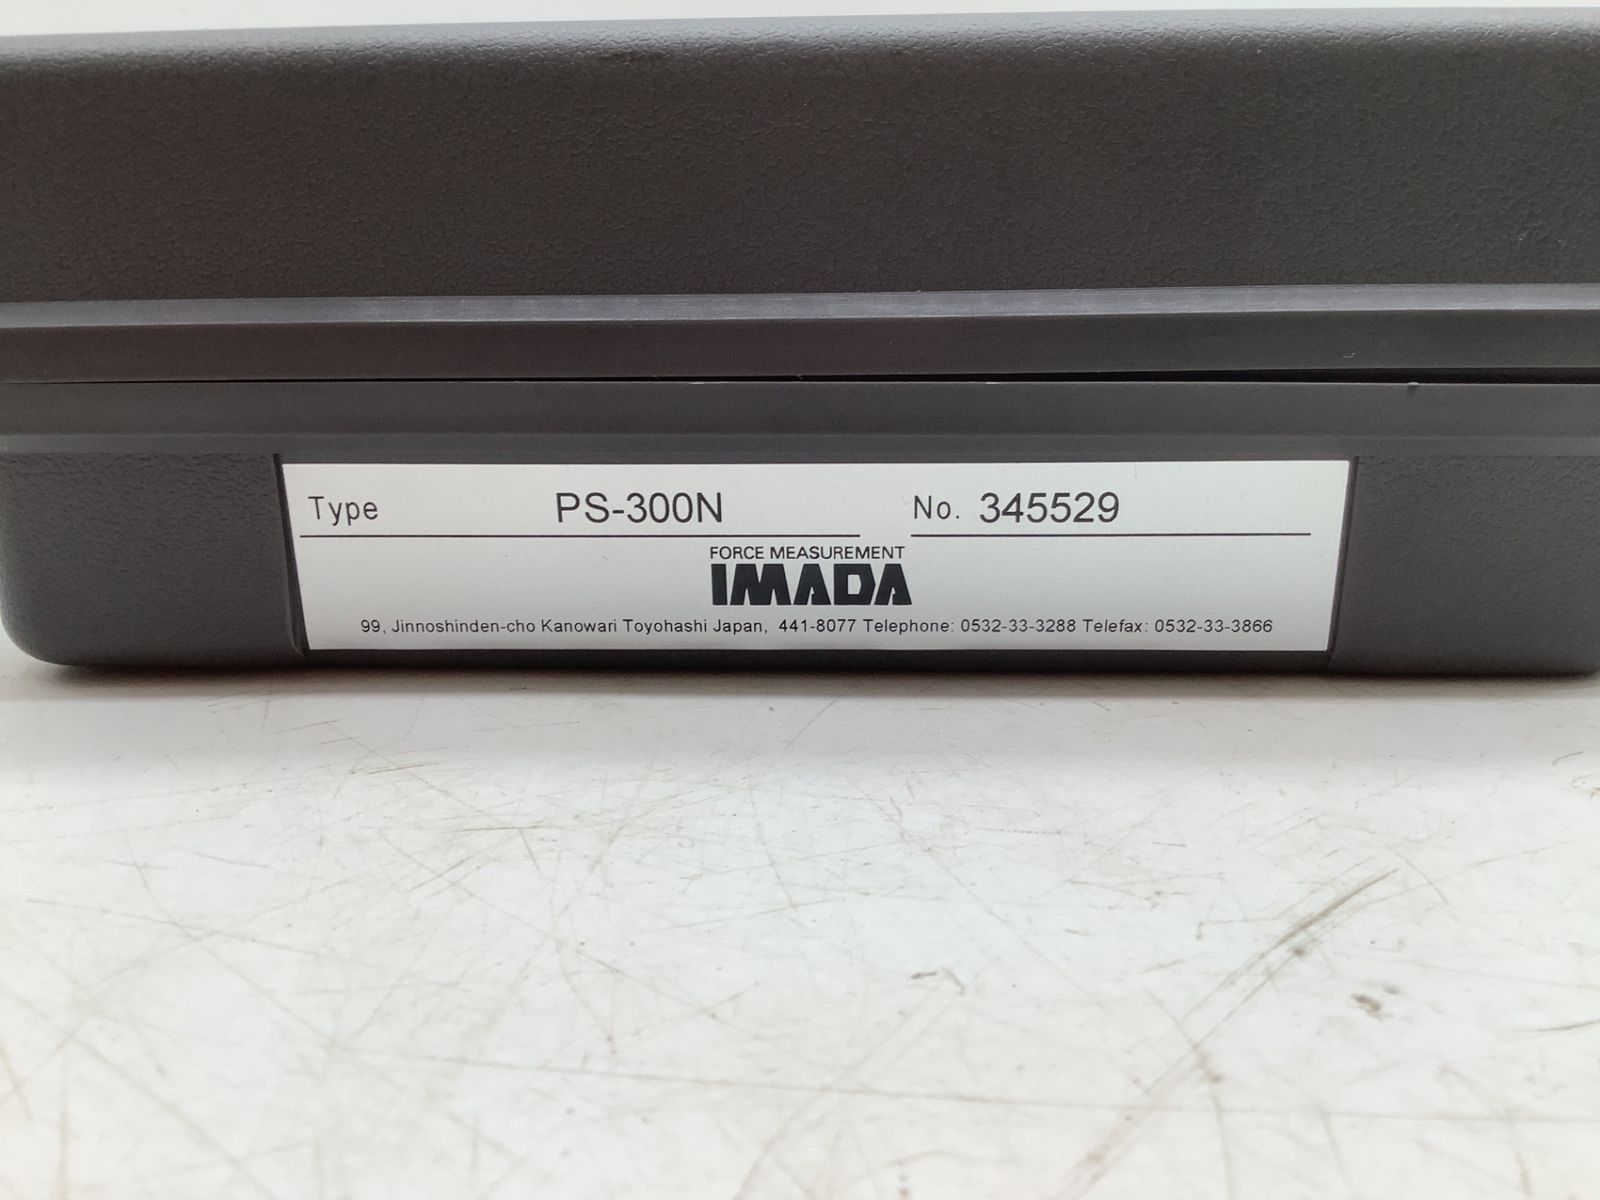 Type PS-300N No. 345529
FORCE MEASUREMENT
IMADA
99, Jinnoshinden-cho Kanowari Toyohashi Japan, 441-8077 Telephone: 0532-33-3288 Telefax: 0532-33-3866